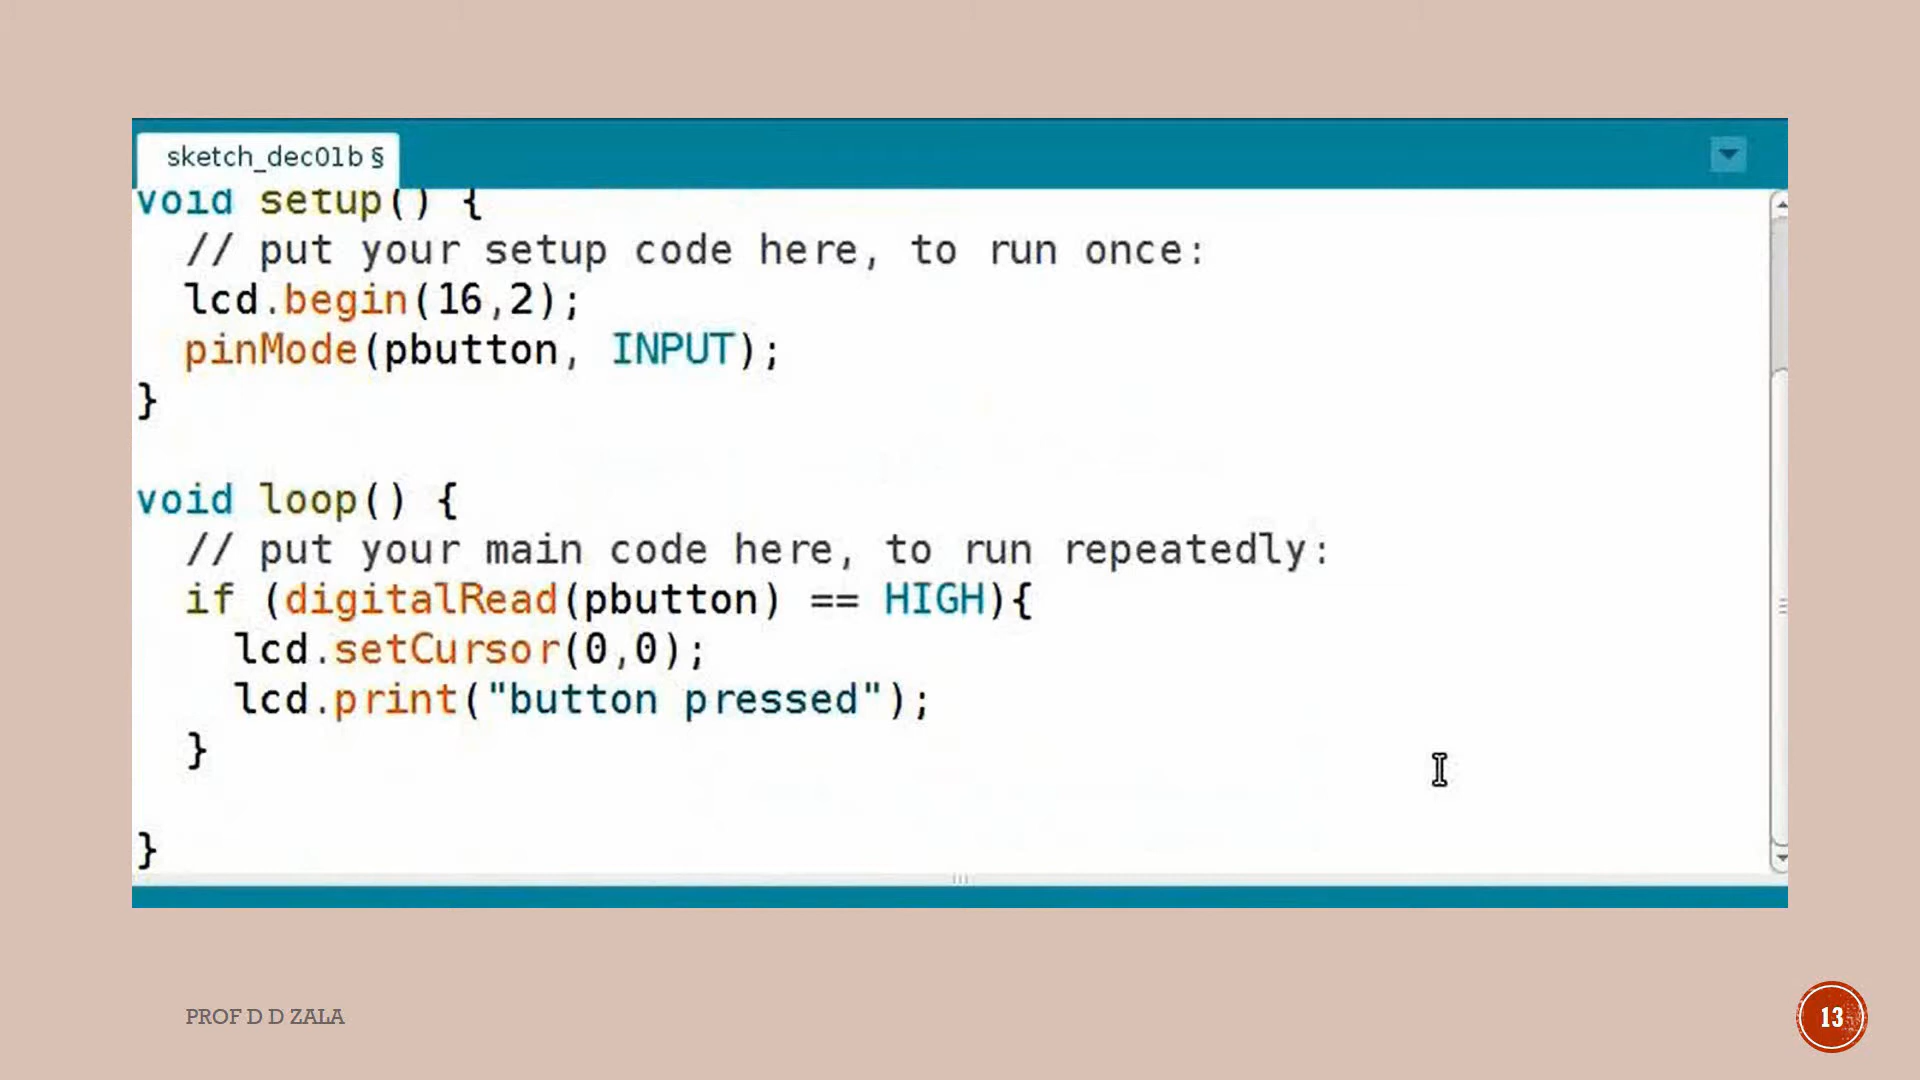 sketch_dec01b §
void setup() {
// put your setup code here, to run once:
lcd.begin(16,2);
pinMode(pbutton, INPUT);
}
void loop() {
// put your main code here, to run repeatedly:
if (digitalRead(pbutton) == HIGH){
lcd.setCursor(0,0);
lcd.print("button pressed");
}
}
PROF D D ZALA
13